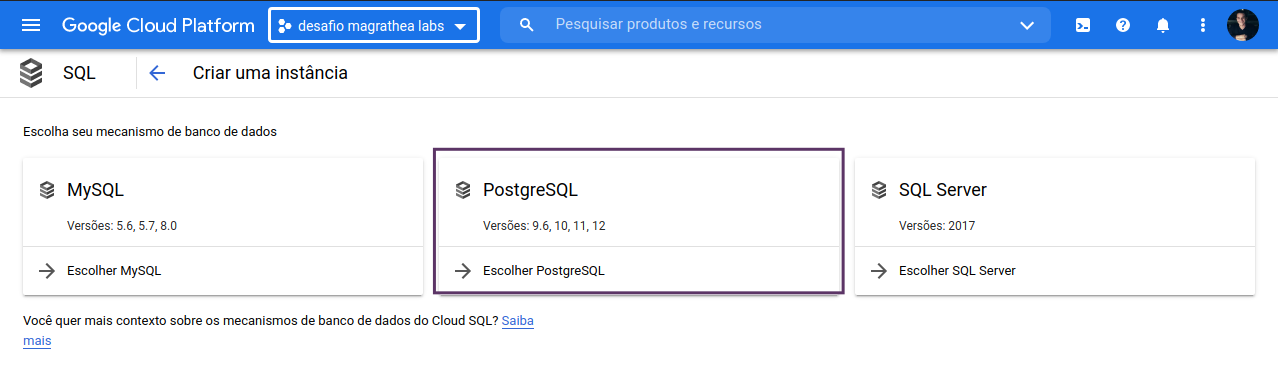 Google Cloud Platform desafio magrathea labs Pesquisar produtos e recursos
SQL Criar uma instância
Escolha seu mecanismo de banco de dados
MySQL
Versões: 5.6, 5.7, 8.0
Escolher MySQL
PostgreSQL
Versões: 9.6, 10, 11, 12
Escolher PostgreSQL
SQL Server
Versões: 2017
Escolher SQL Server
Você quer mais contexto sobre os mecanismos de banco de dados do Cloud SQL? Saiba
mais